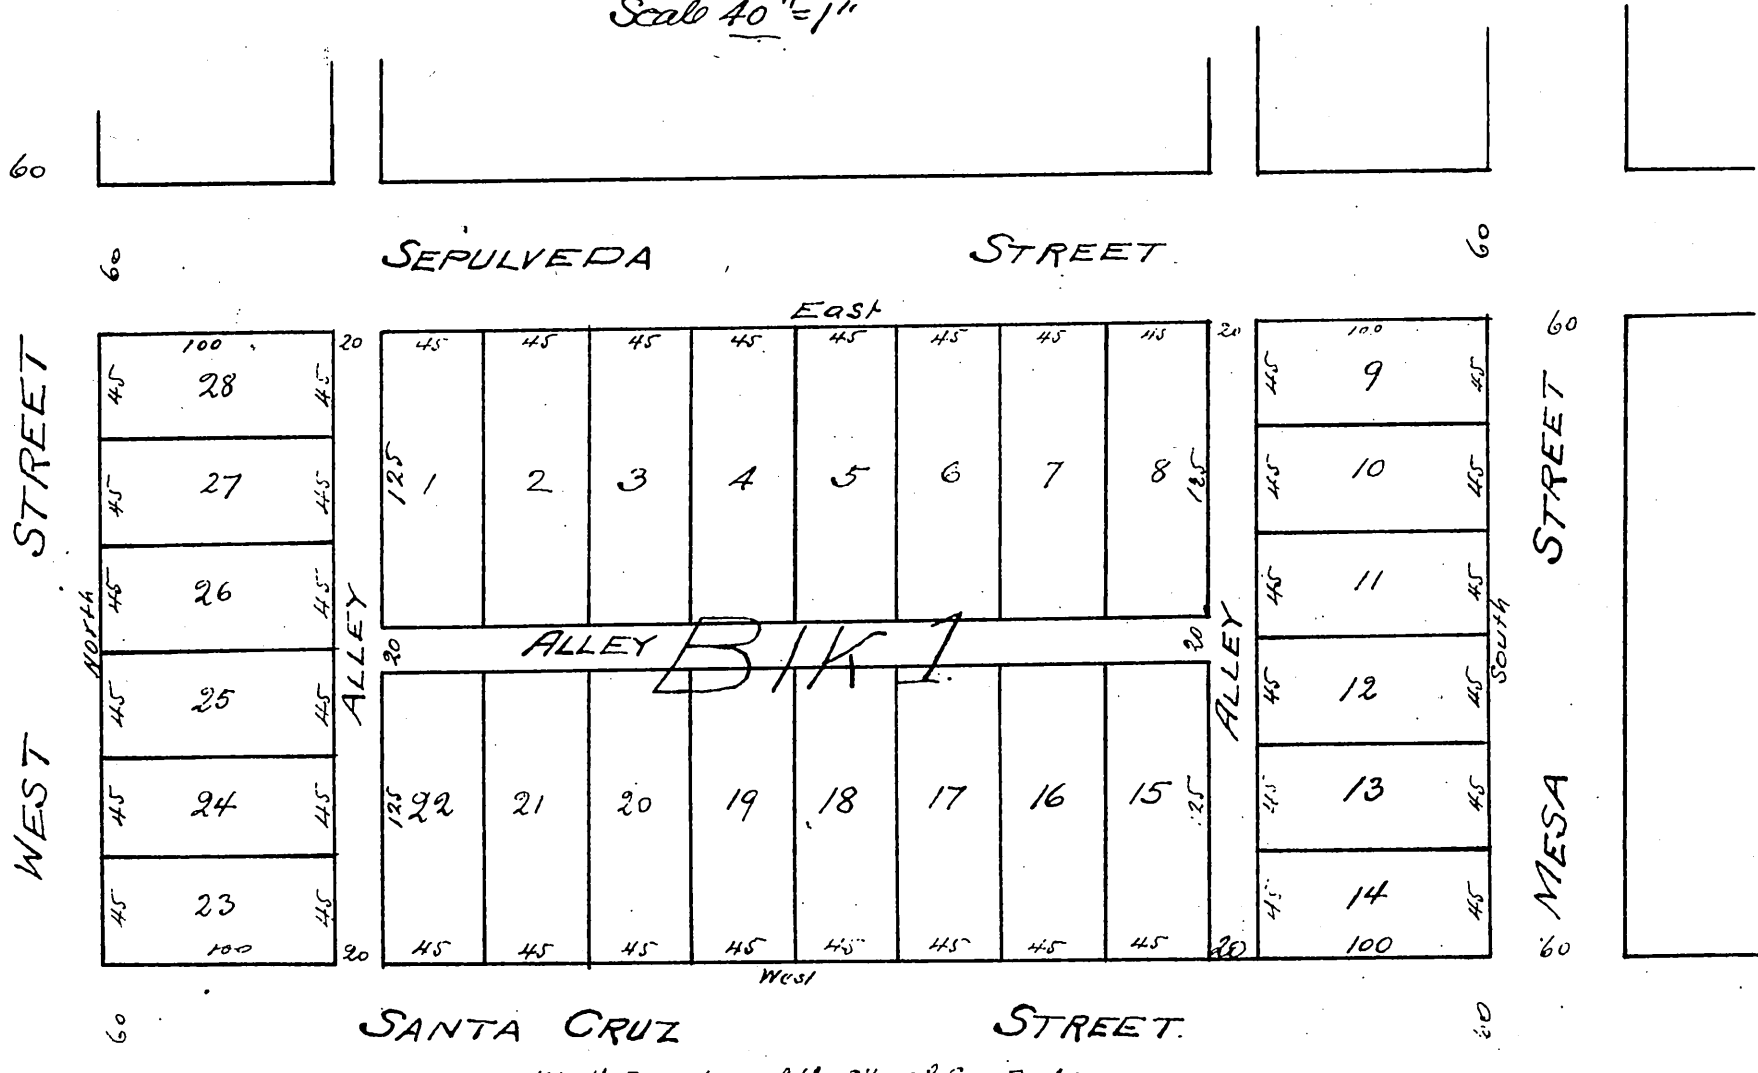 Scale 40"=1"
60
60 SEPULVEDA STREET. 60
East
100 20 45 45 45 45 45 45 45 45 20 100 60
45 28 45 45 9 45
STREET
STREET
125 1 2 3 4 5 6 7 8 125
45 27 45 45 10 45
45 26 45 45 11 45
North
South
ALLEY
ALLEY
20 ALLEY Blk 1 20
45 25 45 45 12 45
WEST
MESA
45 24 45 125 22 21 20 19 18 17 16 15 125 45 13 45
45 23 45 45 14 45
100 20 45 45 45 45 45 45 45 45 20 100 60
West
60 SANTA CRUZ STREET. 60